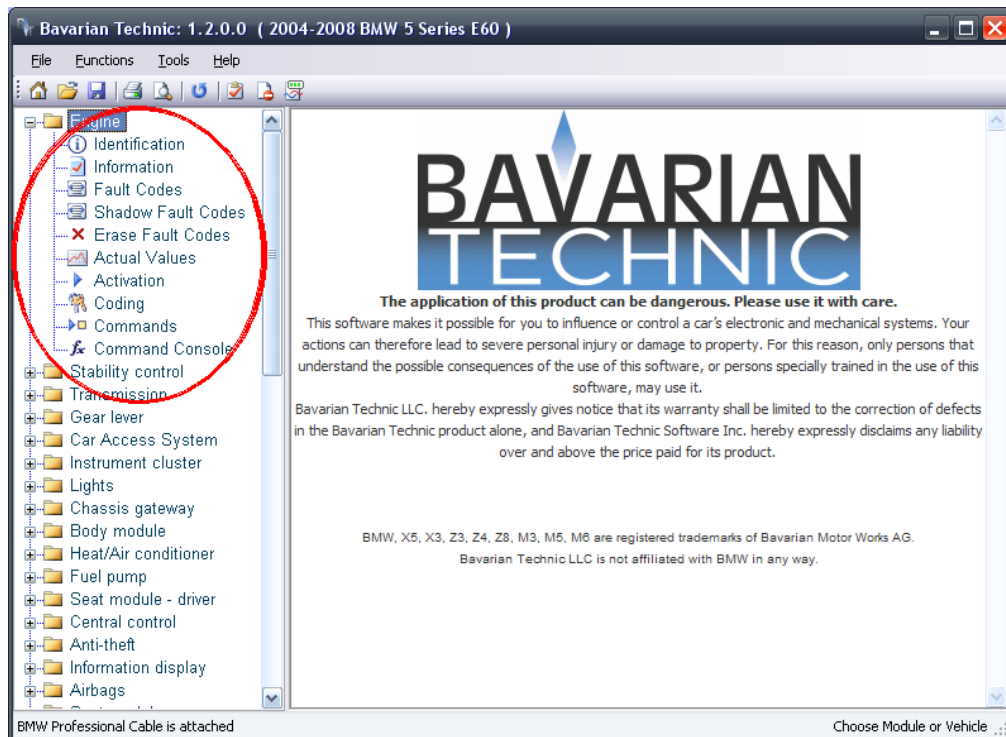 Bavarian Technic: 1.2.0.0 ( 2004-2008 BMW 5 Series E60 )
File Functions Tools Help
Engine
Identification
Information
Fault Codes
Shadow Fault Codes
Erase Fault Codes
Actual Values
Activation
Coding
Commands
Command Console
Stability control
Transmission
Gear lever
Car Access System
Instrument cluster
Lights
Chassis gateway
Body module
Heat/Air conditioner
Fuel pump
Seat module - driver
Central control
Anti-theft
Information display
Airbags
BAVARIAN
TECHNIC
The application of this product can be dangerous. Please use it with care.
This software makes it possible for you to influence or control a car's electronic and mechanical systems. Your
actions can therefore lead to severe personal injury or damage to property. For this reason, only persons that
understand the possible consequences of the use of this software, or persons specially trained in the use of this
software, may use it.
Bavarian Technic LLC. hereby expressly gives notice that its warranty shall be limited to the correction of defects
in the Bavarian Technic product alone, and Bavarian Technic Software Inc. hereby expressly disclaims any liability
over and above the price paid for its product.
BMW, X5, X3, Z3, Z4, Z8, M3, M5, M6 are registered trademarks of Bavarian Motor Works AG.
Bavarian Technic LLC is not affiliated with BMW in any way.
BMW Professional Cable is attached
Choose Module or Vehicle